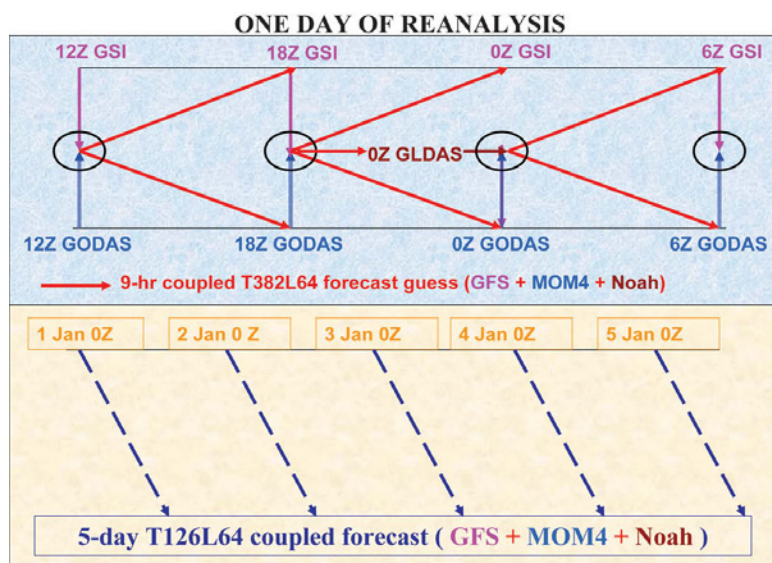 ONE DAY OF REANALYSIS
12Z GSI 18Z GSI 0Z GSI 6Z GSI
0Z GLDAS
12Z GODAS 18Z GODAS 0Z GODAS 6Z GODAS
9-hr coupled T382L64 forecast guess (GFS + MOM4 + Noah)
1 Jan 0Z 2 Jan 0 Z 3 Jan 0Z 4 Jan 0Z 5 Jan 0Z
5-day T126L64 coupled forecast ( GFS + MOM4 + Noah )